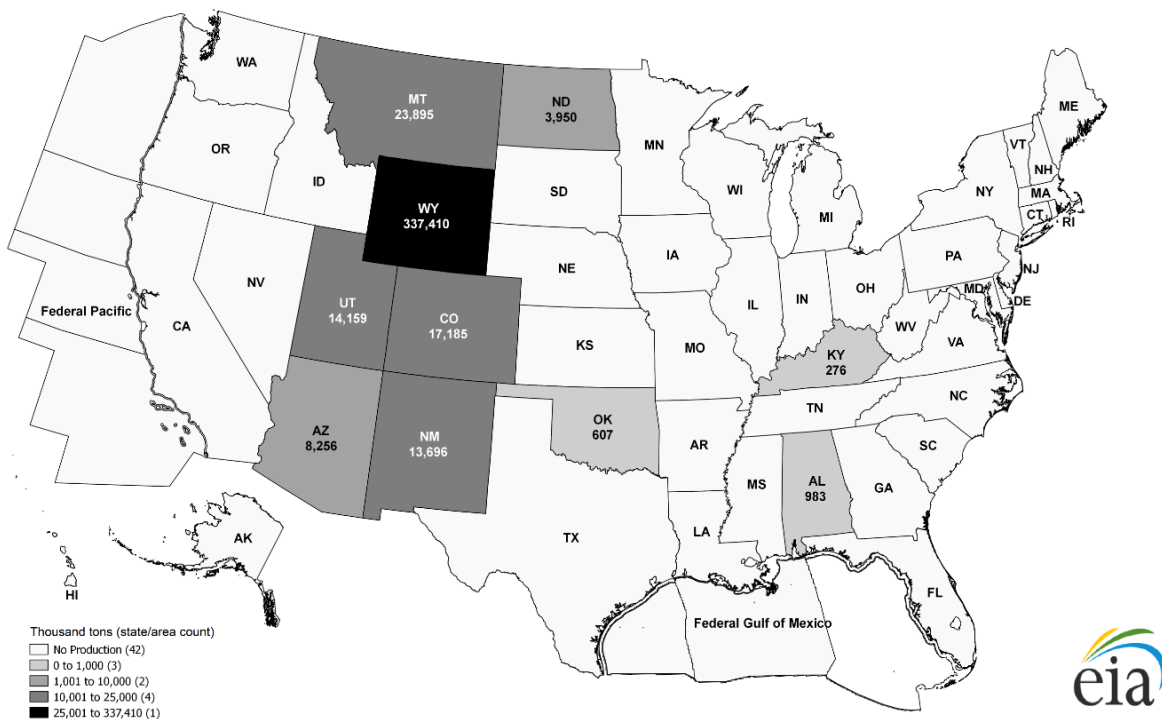 WA
MT
23,895
ND
3,950
MN
ME
VT
NH
OR
ID
SD
WI
MI
NY
MA
CT
RI
WY
337,410
IA
NE
PA
NJ
NV
UT
14,159
CO
17,185
IL
IN
OH
MD
DE
Federal Pacific
CA
KS
MO
WV
VA
KY
276
AZ
8,256
NM
13,696
OK
607
AR
TN
NC
SC
MS
AL
983
GA
AK
TX
LA
HI
FL
Federal Gulf of Mexico
Thousand tons (state/area count)
No Production (42)
0 to 1,000 (3)
1,001 to 10,000 (2)
10,001 to 25,000 (4)
25,001 to 337,410 (1)
eia